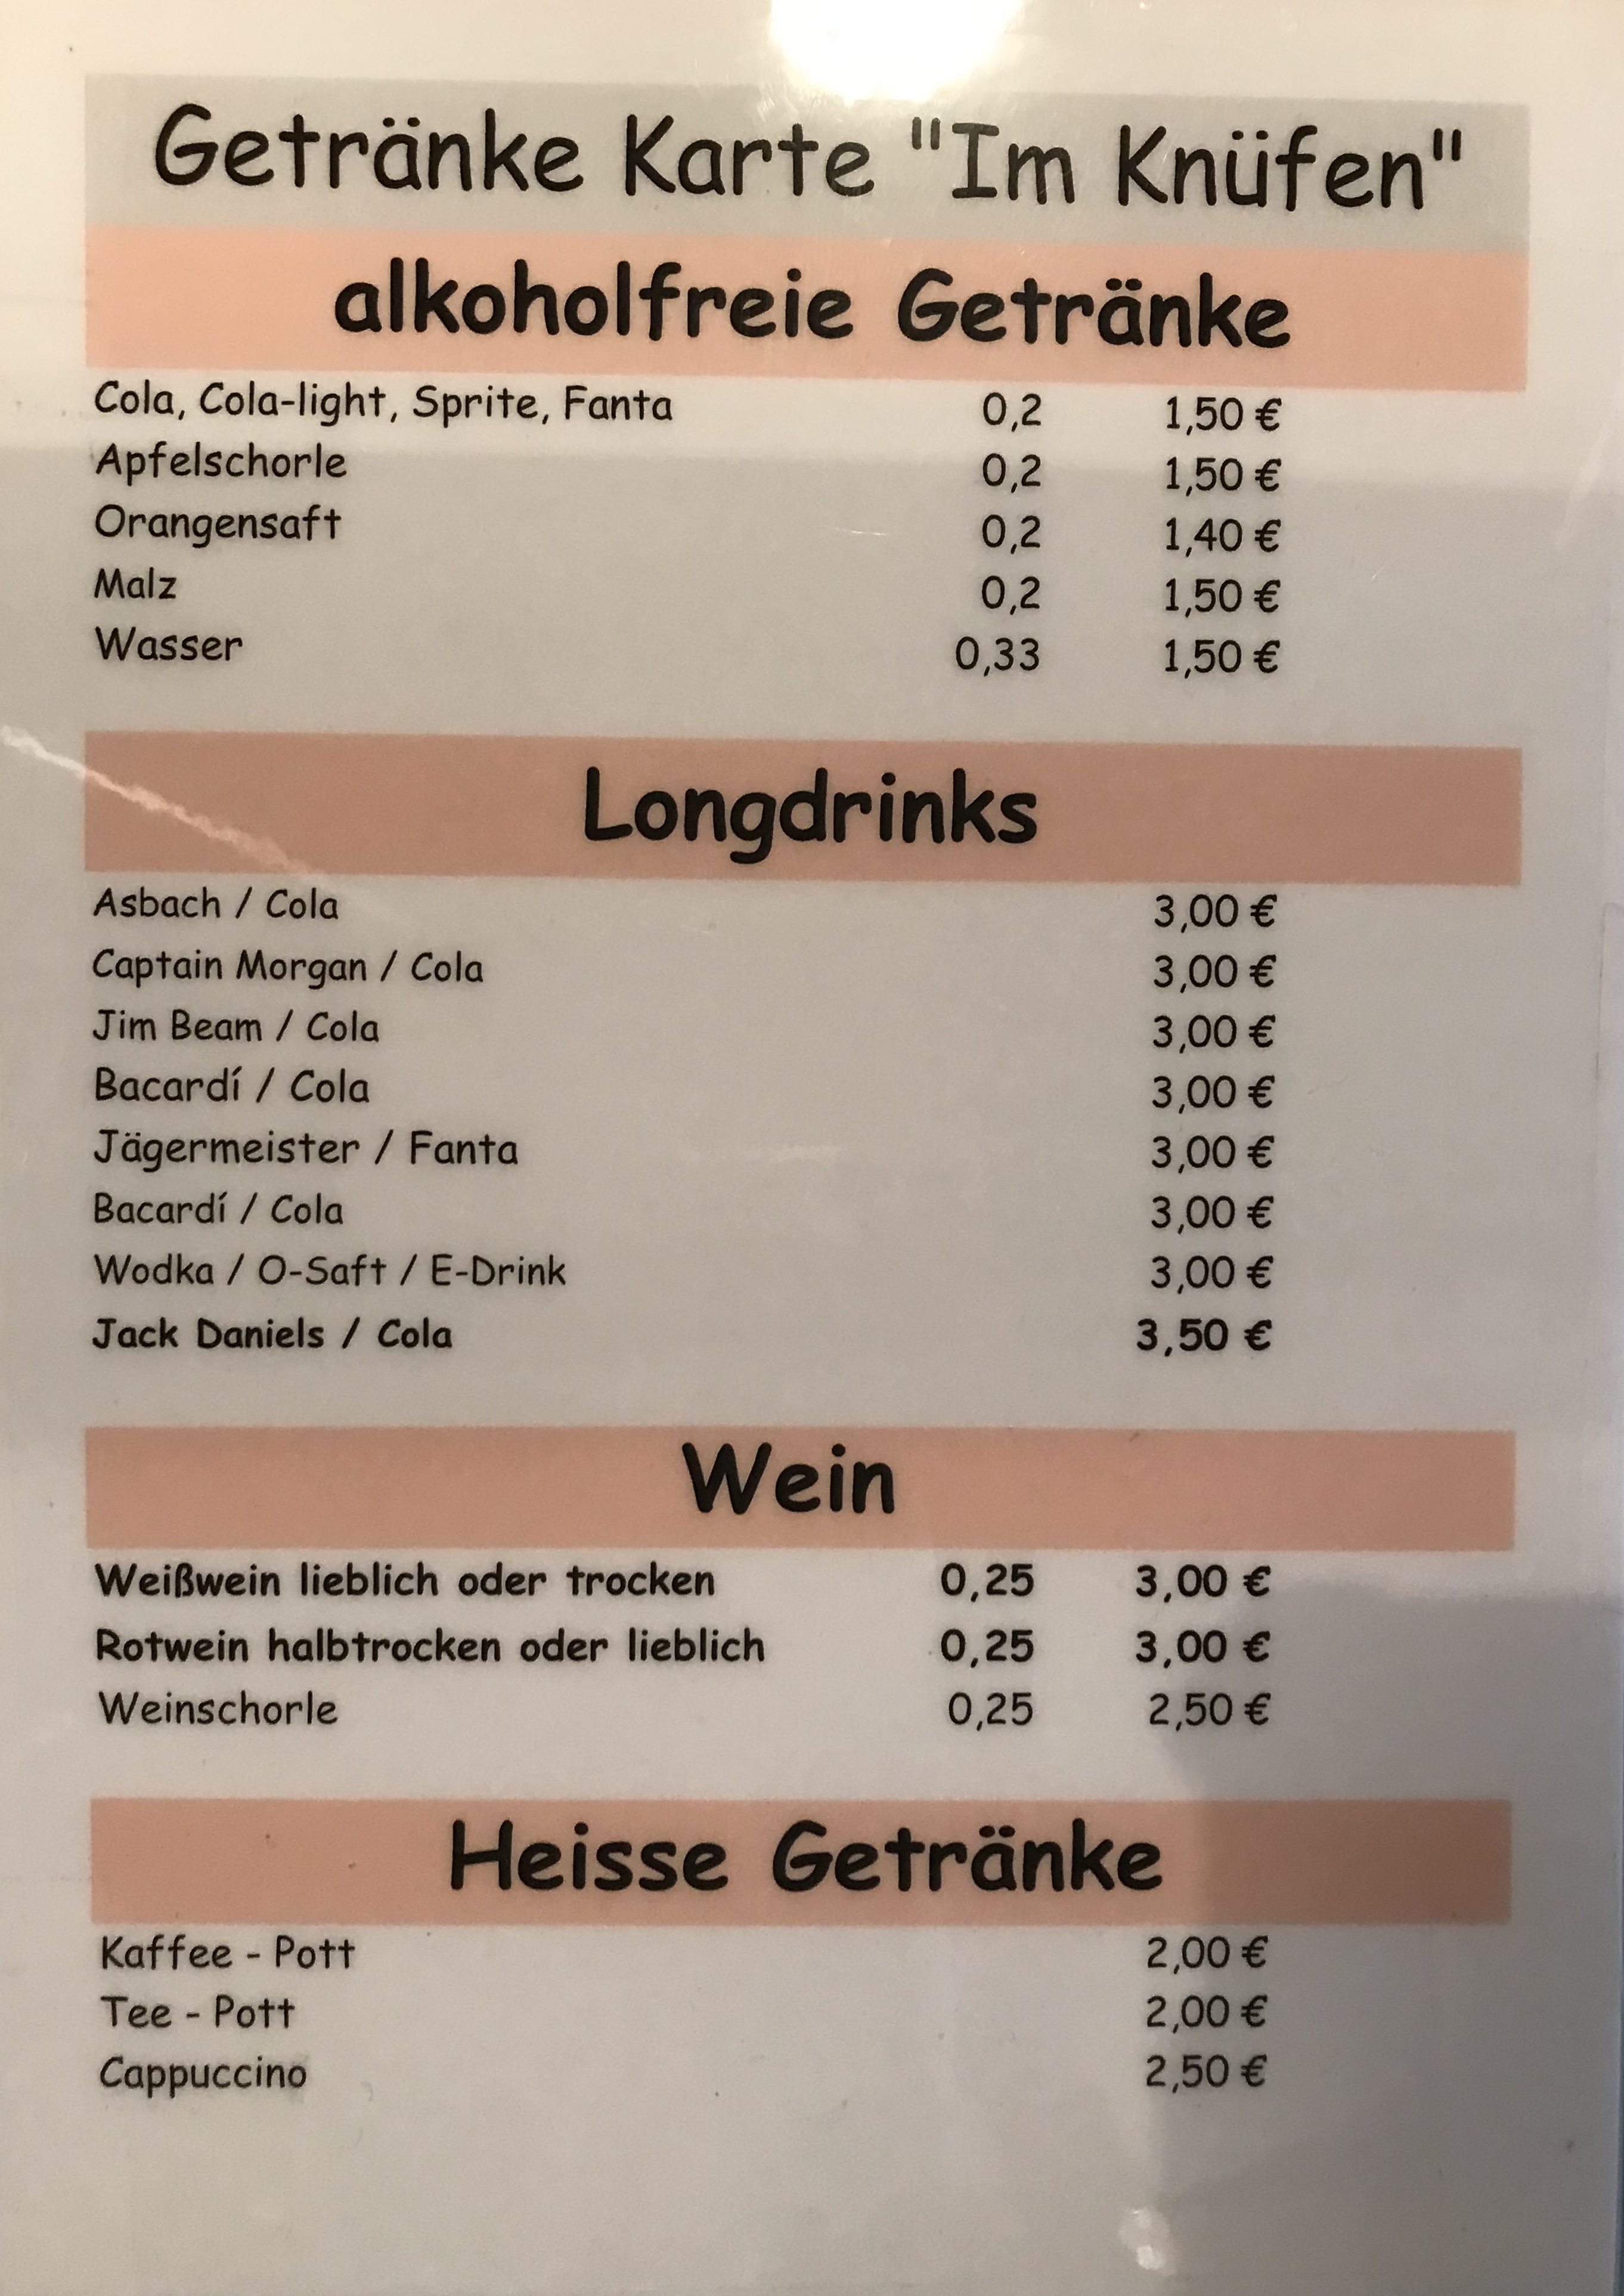 Getränke Karte "Im Knüfen"
alkoholfreie Getränke
Cola, Cola-light, Sprite, Fanta 0,2 1,50 €
Apfelschorle 0,2 1,50 €
Orangensaft 0,2 1,40 €
Malz 0,2 1,50 €
Wasser 0,33 1,50 €
Longdrinks
Asbach / Cola 3,00 €
Captain Morgan / Cola 3,00 €
Jim Beam / Cola 3,00 €
Bacardí / Cola 3,00 €
Jägermeister / Fanta 3,00 €
Bacardí / Cola 3,00 €
Wodka / O-Saft / E-Drink 3,00 €
Jack Daniels / Cola 3,50 €
Wein
Weißwein lieblich oder trocken 0,25 3,00 €
Rotwein halbtrocken oder lieblich 0,25 3,00 €
Weinschorle 0,25 2,50 €
Heisse Getränke
Kaffee - Pott 2,00 €
Tee - Pott 2,00 €
Cappuccino 2,50 €